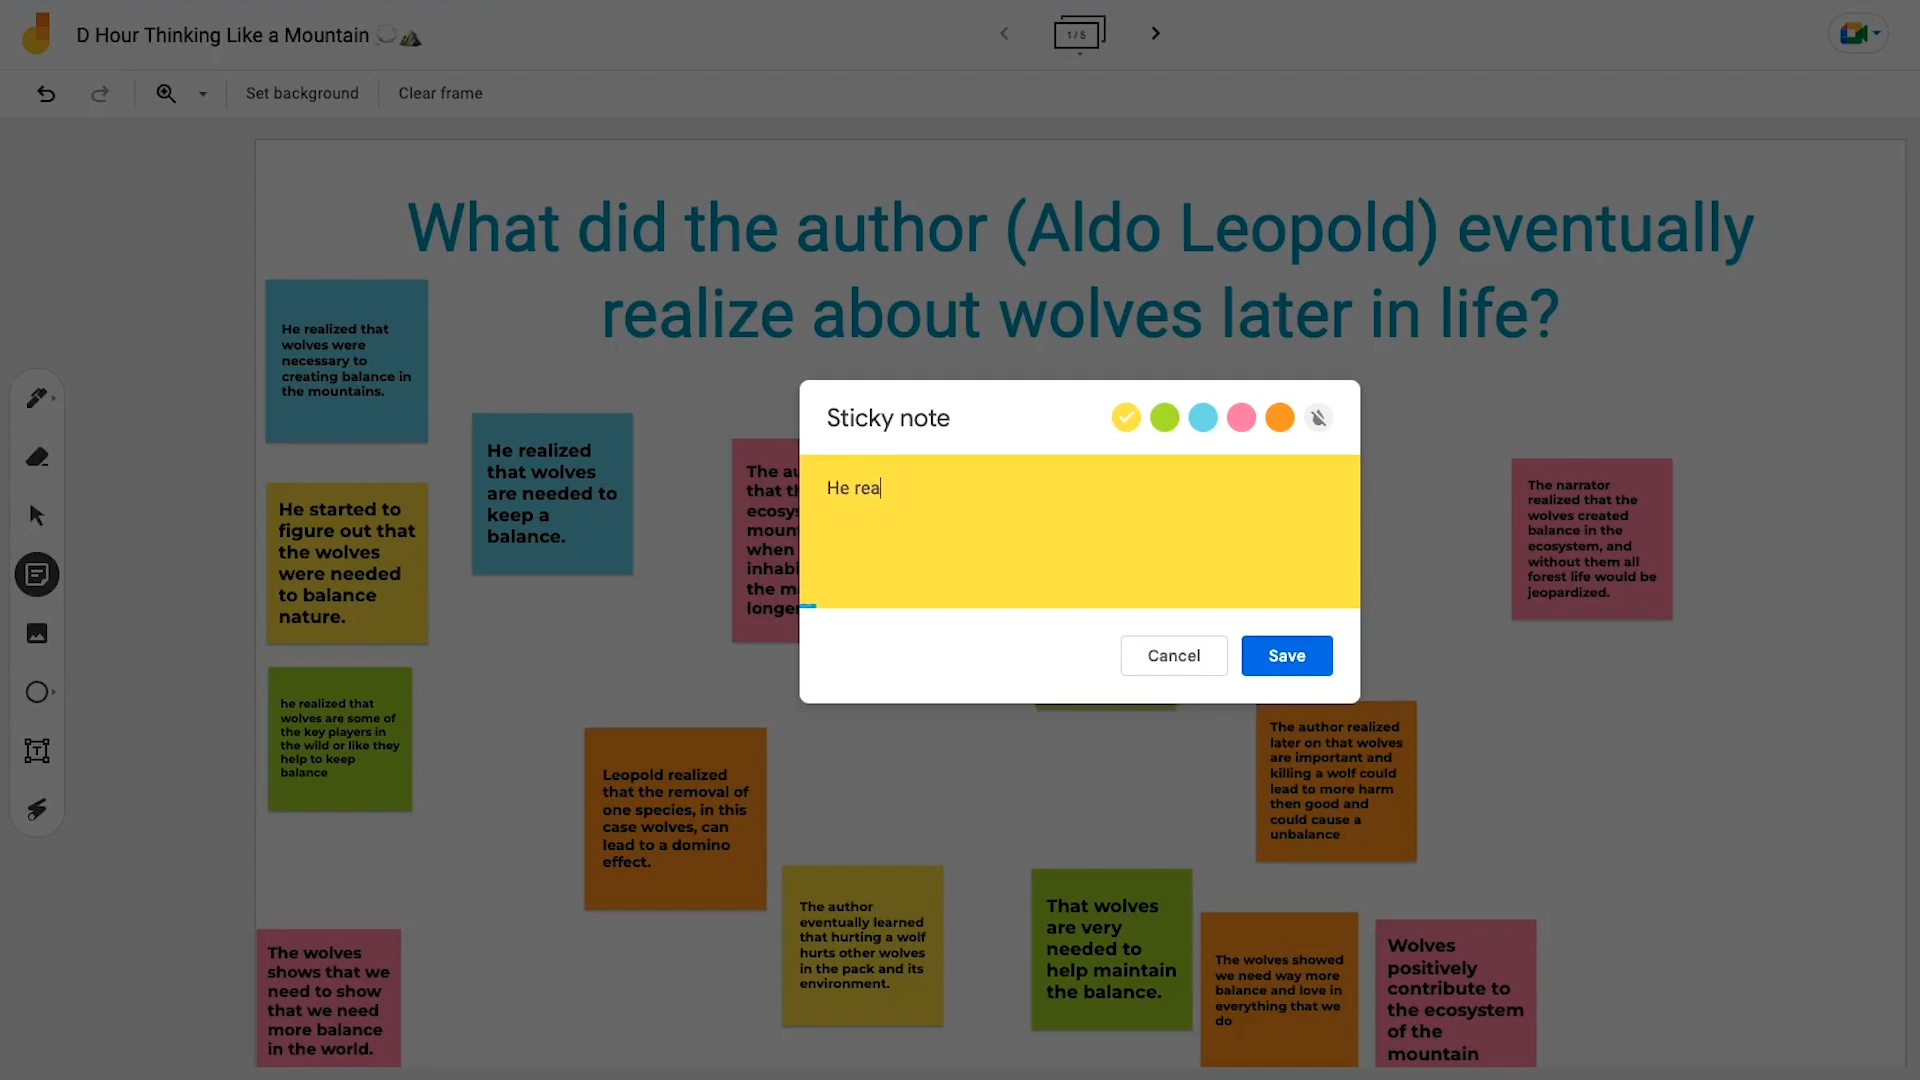 D Hour Thinking Like a Mountain
1 / 5
Set background
Clear frame
What did the author (Aldo Leopold) eventually
realize about wolves later in life?
He realized that
wolves were
necessary to
creating balance in
the mountains.
He realized
that wolves
are needed to
keep a
balance.
He started to
figure out that
the wolves
were needed
to balance
nature.
he realized that
wolves are some of
the key players in
the wild or like they
help to keep
balance
The
that
when
the
longer
Sticky note
He rea
Cancel
Save
The narrator
realized that the
wolves created
balance in the
ecosystem, and
without them all
forest life would be
jeopardized.
Leopold realized
that the removal of
one species, in this
case wolves, can
lead to a domino
effect.
The author realized
later on that wolves
are important and
killing a wolf could
lead to more harm
then good and
could cause a
unbalance
The author
eventually learned
that hurting a wolf
hurts other wolves
in the pack and its
environment.
That wolves
are very
needed to
help maintain
the balance.
The wolves
shows that we
need to show
that we need
more balance
in the world.
The wolves showed
we need way more
balance and love in
everything that we
do
Wolves
positively
contribute to
the ecosystem
of the
mountain